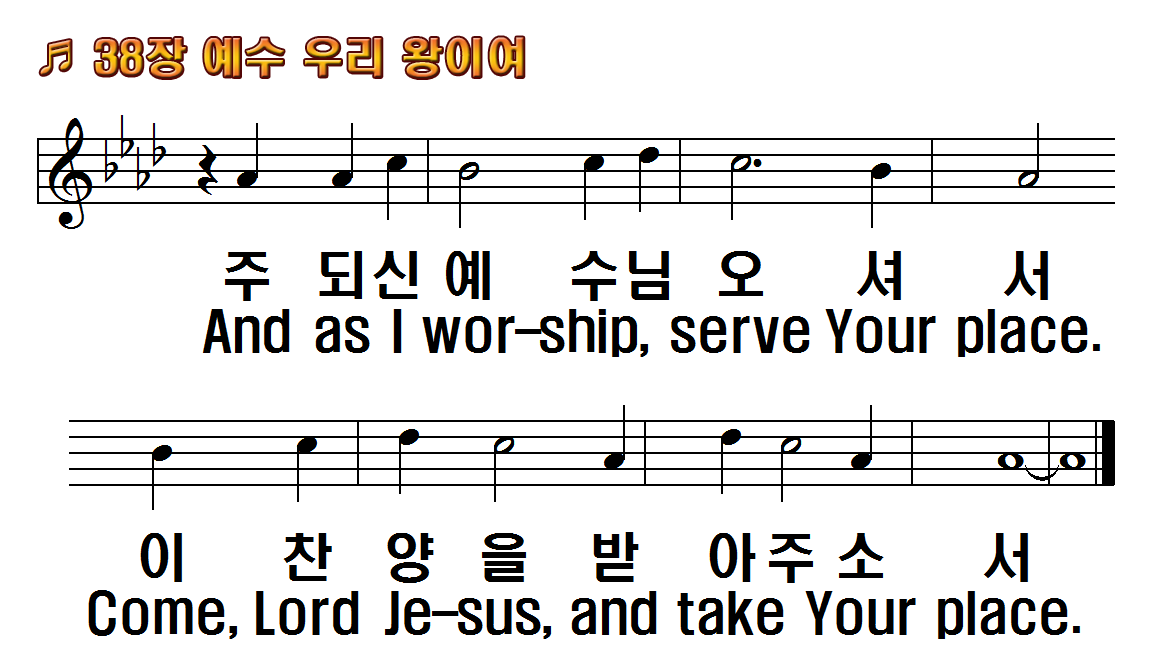 38장 예수 우리 왕이여
주 되신 예 수님 오 셔 서
And as I wor-ship, serve Your place.
이 찬 양 을 받 아주 소 서
Come, Lord Je-sus, and take Your place.